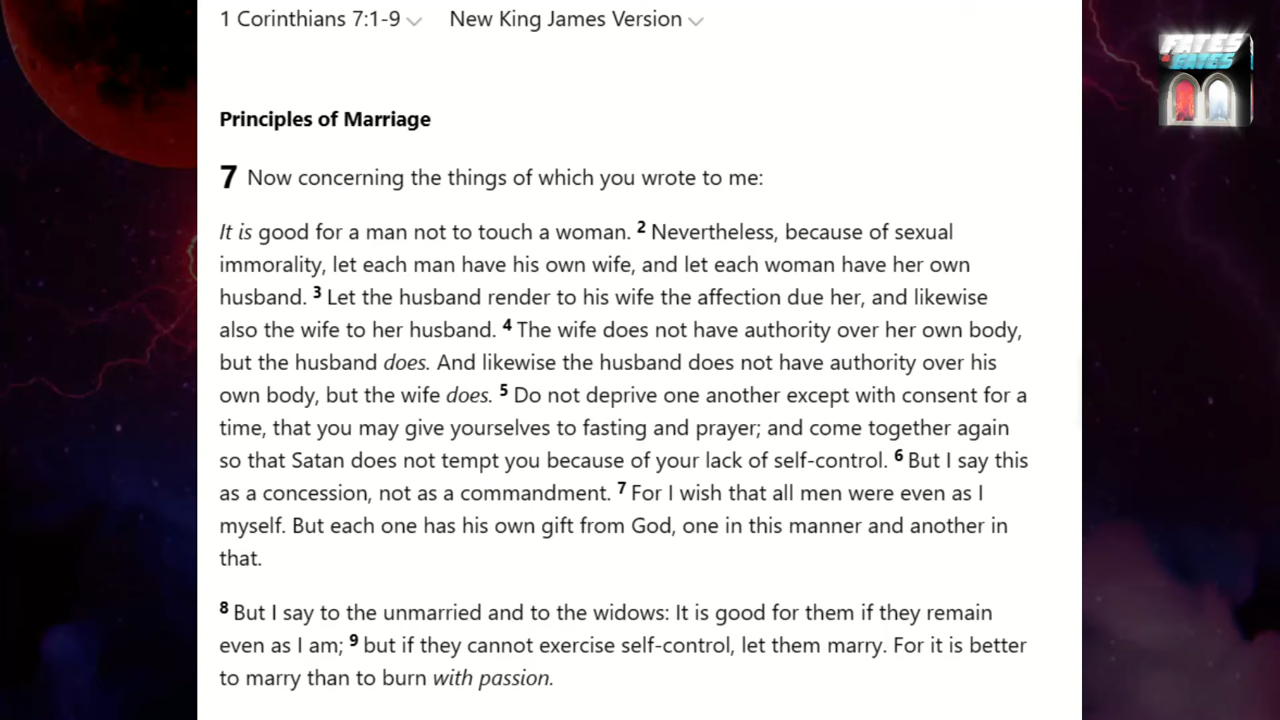 1 Corinthians 7:1-9 New King James Version
FATES
GATES
Principles of Marriage
7 Now concerning the things of which you wrote to me:
It is good for a man not to touch a woman. 2 Nevertheless, because of sexual
immorality, let each man have his own wife, and let each woman have her own
husband. 3 Let the husband render to his wife the affection due her, and likewise
also the wife to her husband. 4 The wife does not have authority over her own body,
but the husband does. And likewise the husband does not have authority over his
own body, but the wife does. 5 Do not deprive one another except with consent for a
time, that you may give yourselves to fasting and prayer; and come together again
so that Satan does not tempt you because of your lack of self-control. 6 But I say this
as a concession, not as a commandment. 7 For I wish that all men were even as I
myself. But each one has his own gift from God, one in this manner and another in
that.
8 But I say to the unmarried and to the widows: It is good for them if they remain
even as I am; 9 but if they cannot exercise self-control, let them marry. For it is better
to marry than to burn with passion.